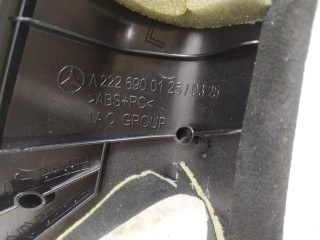 A 222 690 01 25 /
>ABS+PC<
IAC GROUP
L